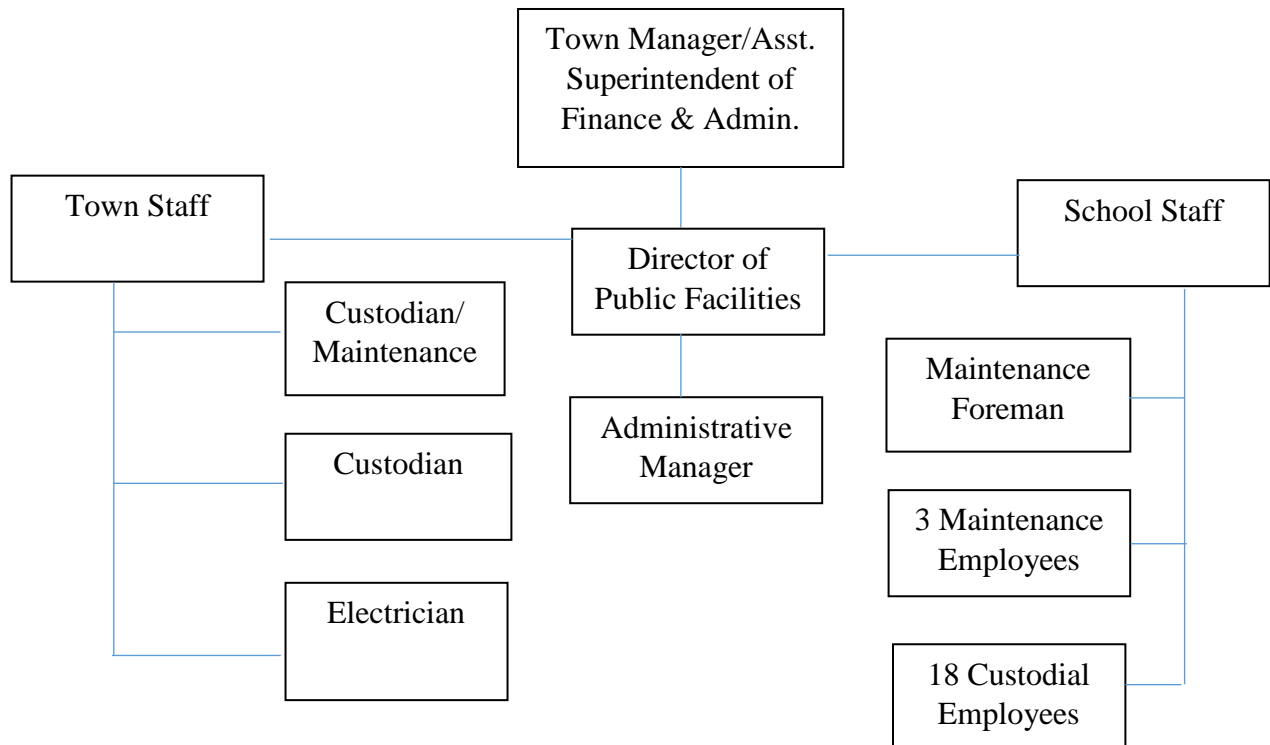 Town Manager/Asst.
Superintendent of
Finance & Admin.
Town Staff
School Staff
Director of
Public Facilities
Custodian/
Maintenance
Maintenance
Foreman
Administrative
Manager
Custodian
3 Maintenance
Employees
Electrician
18 Custodial
Employees